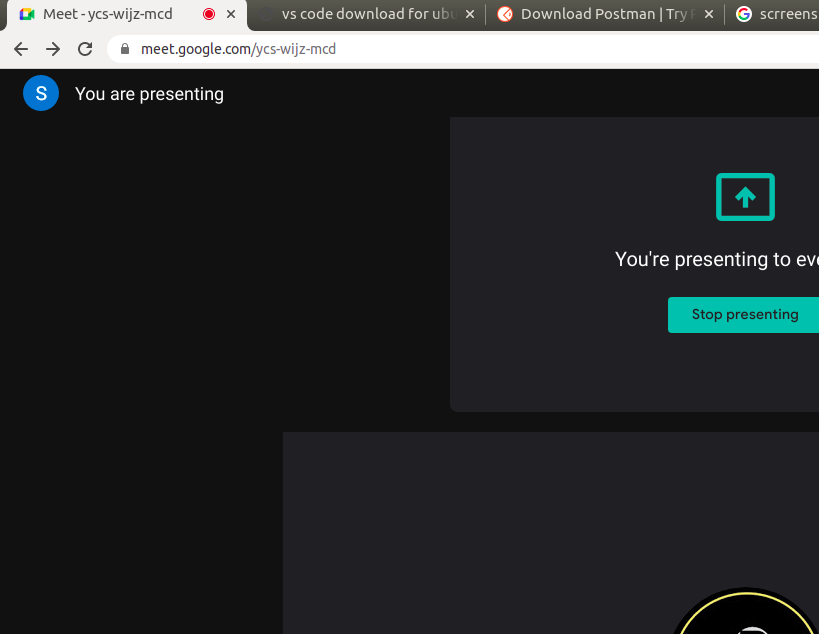 Meet - ycs-wijz-mcd
vs code download for ubu
Download Postman | Try P
scrreens
meet.google.com/ycs-wijz-mcd
S You are presenting
You're presenting to eve
Stop presenting